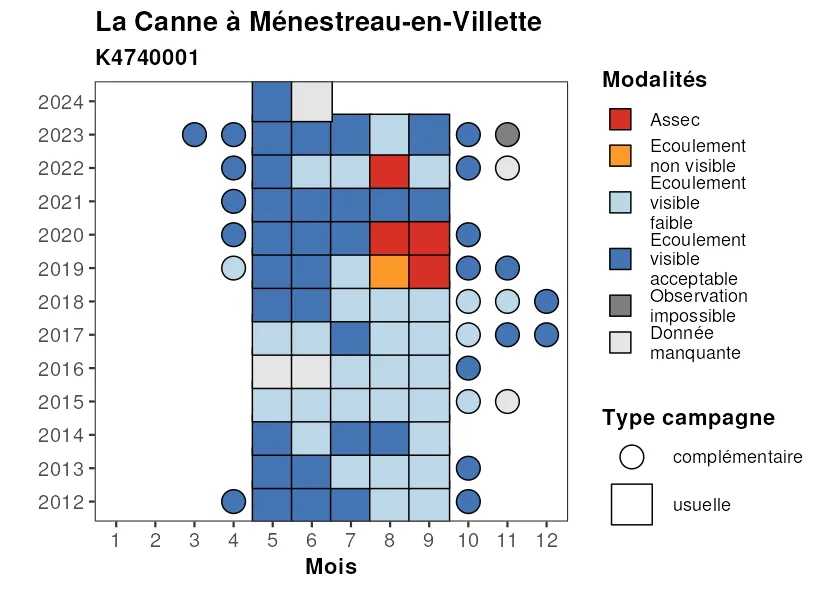 La Canne à Ménestreau-en-Villette
K4740001
2024
2023
2022
2021
2020
2019
2018
2017
2016
2015
2014
2013
2012
1 2 3 4 5 6 7 8 9 10 11 12
Mois
Modalités
Assec
Ecoulement
non visible
Ecoulement
visible
faible
Ecoulement
visible
acceptable
Observation
impossible
Donnée
manquante
Type campagne
complémentaire
usuelle